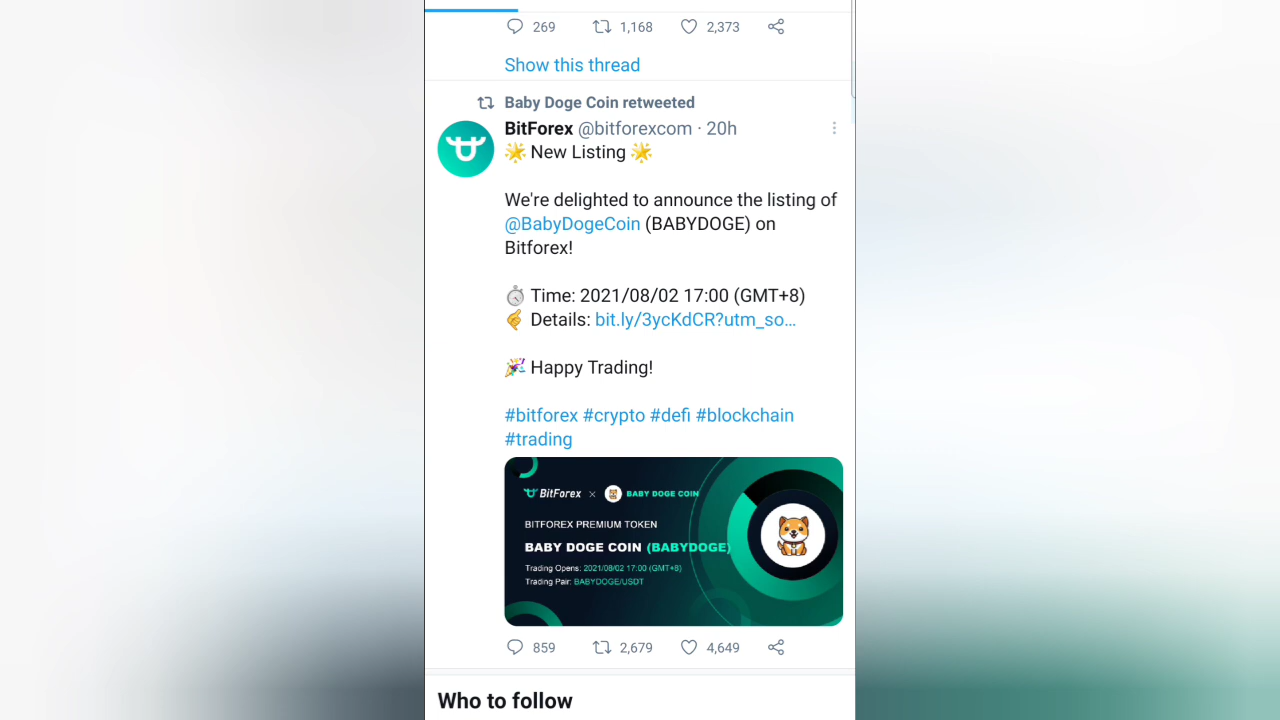 269 1,168 2,373
Show this thread
Baby Doge Coin retweeted
BitForex @bitforexcom · 20h
🌟 New Listing 🌟
We're delighted to announce the listing of
@BabyDogeCoin (BABYDOGE) on
Bitforex!
⏱ Time: 2021/08/02 17:00 (GMT+8)
🤙 Details: bit.ly/3ycKdCR?utm_so...
🎉 Happy Trading!
#bitforex #crypto #defi #blockchain
#trading
BitForex × BABY DOGE COIN
BITFOREX PREMIUM TOKEN
BABY DOGE COIN (BABYDOGE)
Trading Opens: 2021/08/02 17:00 (GMT+8)
Trading Pair: BABYDOGE/USDT
859 2,679 4,649
Who to follow